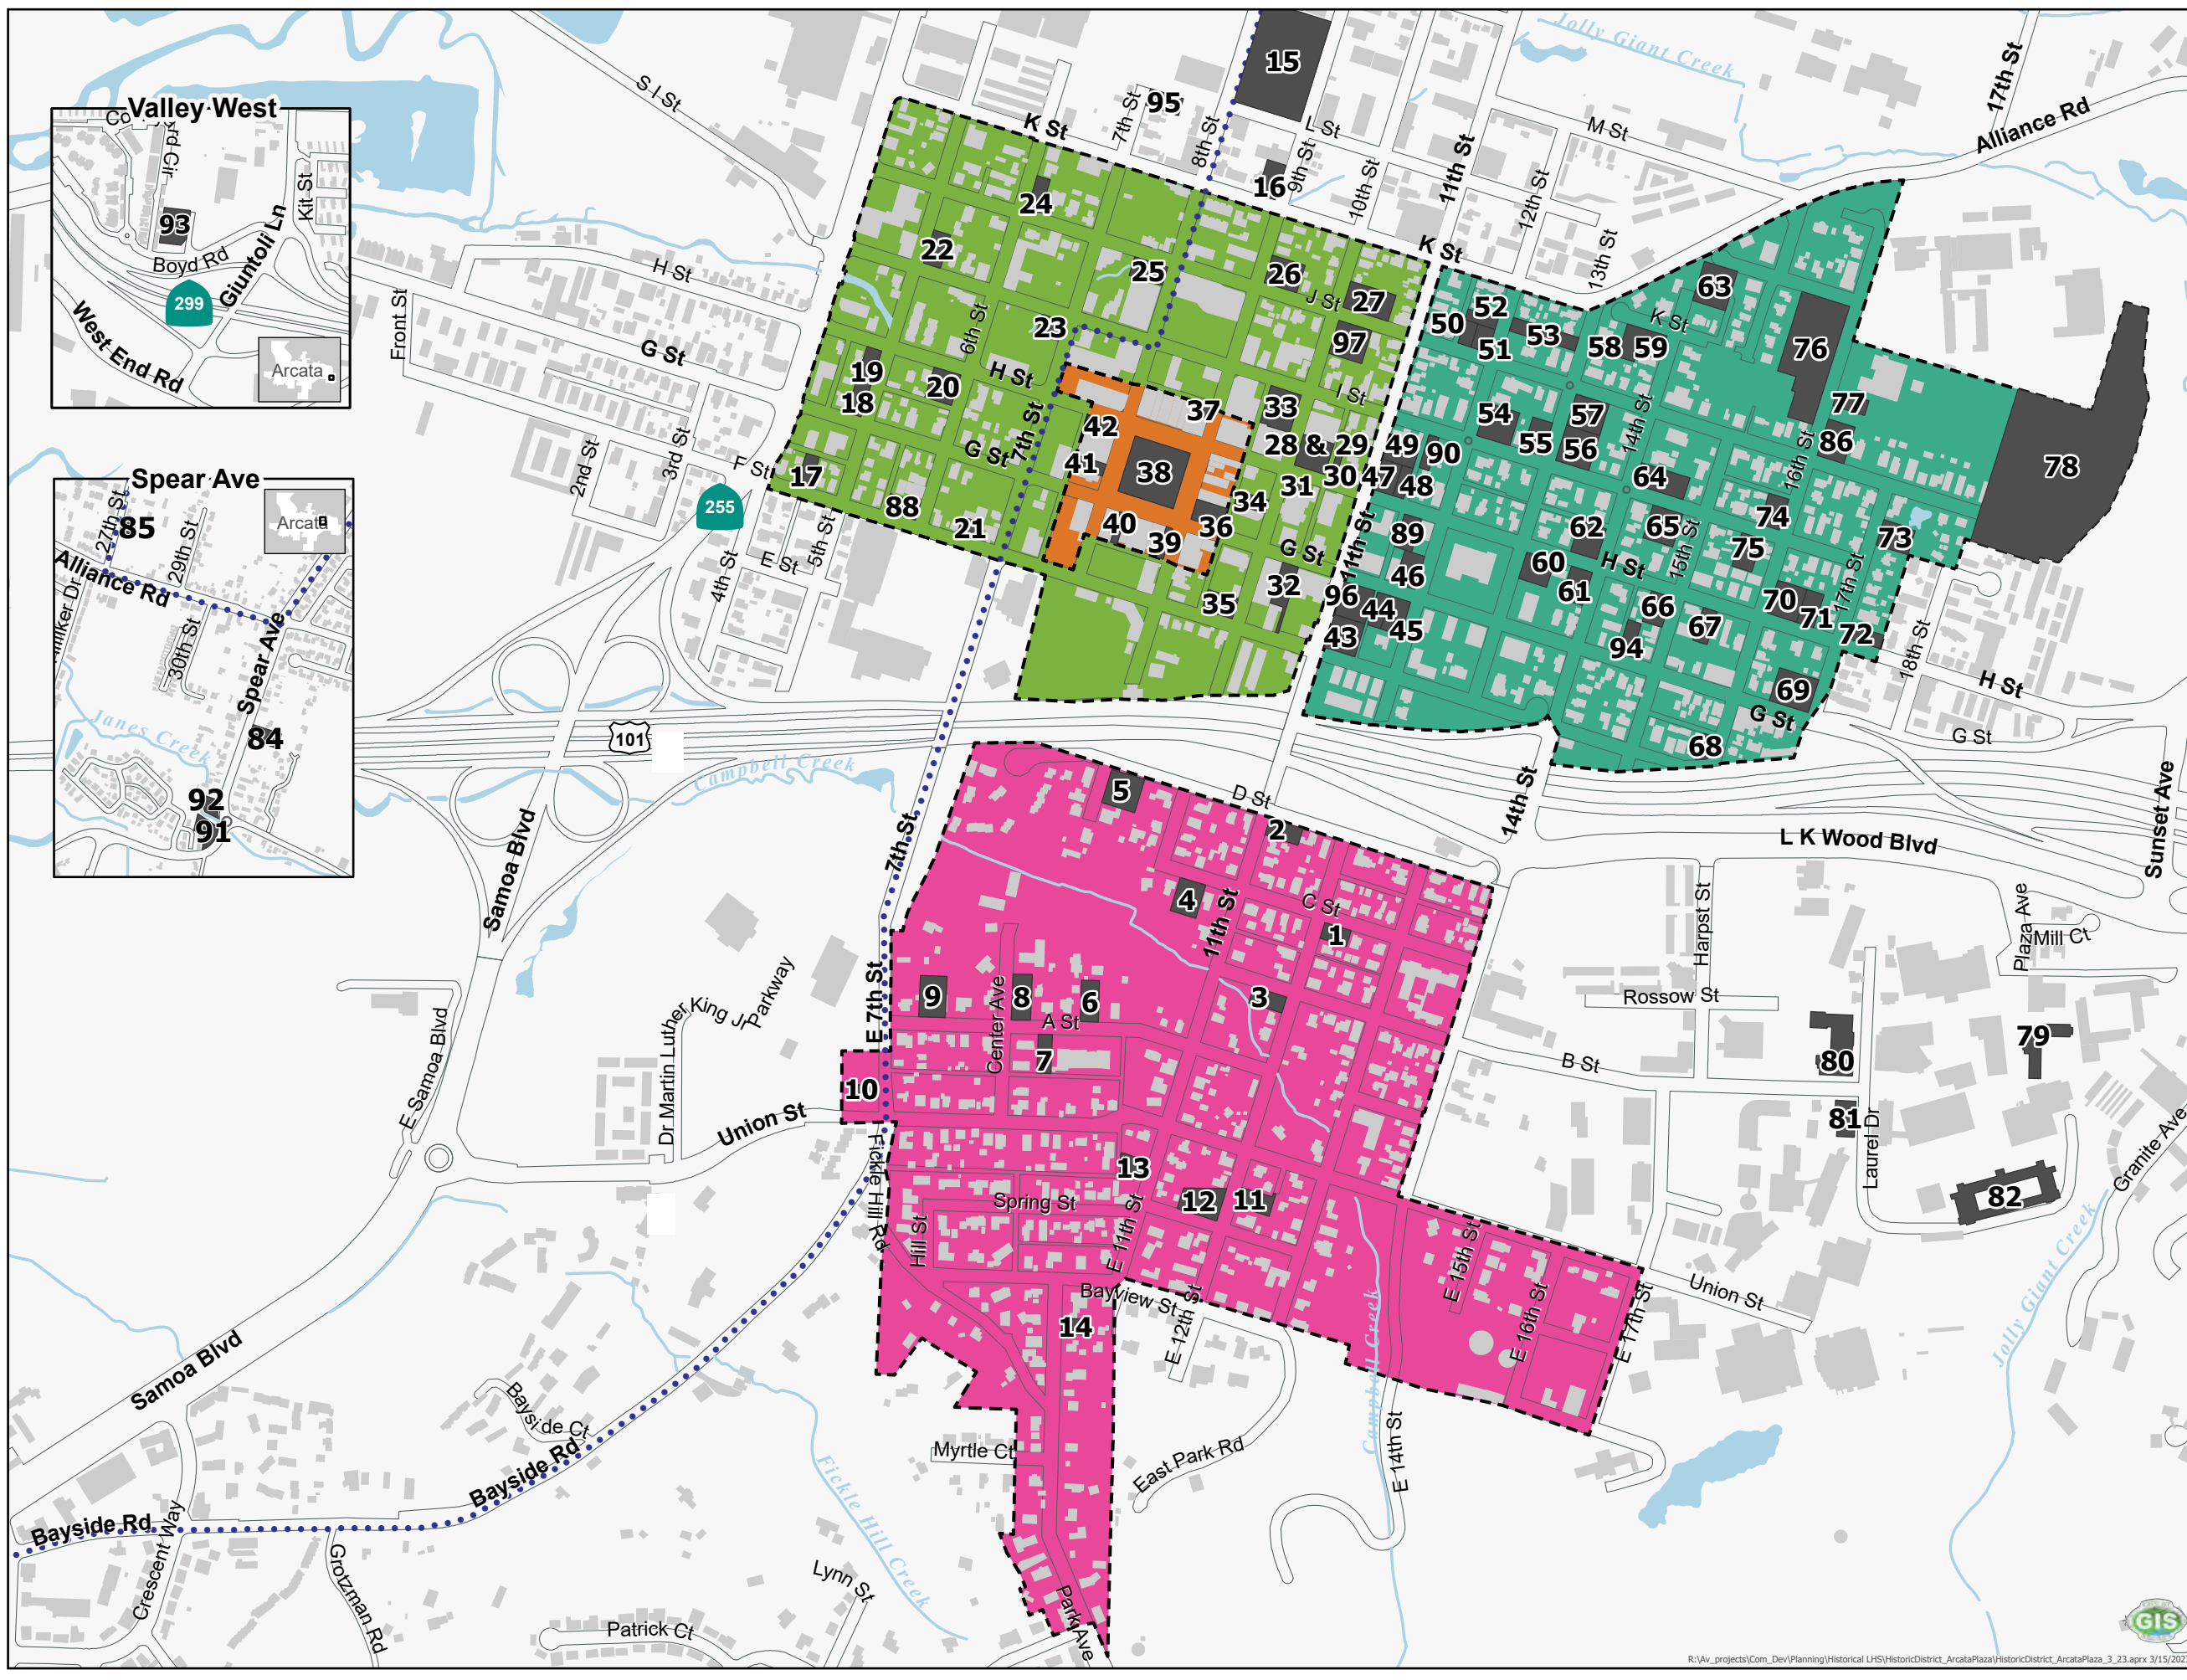 Valley West
rd Cir
Kit St
93
Boyd Rd
Giuntoli Ln
299
West End Rd
Arcata
Spear Ave
27th St
85
29th St
Arcata
Alliance Rd
30th St
Spear Ave
Janes Creek
84
92
91
S I St
H St
Front St
G St
2nd St
3rd St
F St
255
4th St
E St
5th St
K St
7th St
95
8th St
15
L St
16
9th St
10th St
11th St
M St
12th St
13th St
K St
Jolly Giant Creek
17th St
Alliance Rd
24
22
25
26
J St
27
23
6th St
97
19
18
20
H St
7th St
I St
33
37
42
28 & 29
41
38
G St
17
88
21
34
31
30
36
40
39
G St
32
35
11th St
52
50
51
53
63
K St
58
59
76
54
57
55
56
14th St
77
86
78
49
90
47
48
64
16th St
89
62
65
15th St
74
75
73
46
60
61
H St
96
44
43
45
66
67
94
70
71
17th St
72
69
G St
68
18th St
H St
G St
101
Campbell Creek
Samoa Blvd
7th St
14th St
L K Wood Blvd
Sunset Ave
5
D St
2
4
11th St
C St
1
Harpst St
Plaza Ave
Mill Ct
9
Center Ave
8
6
A St
3
7
E 7th St
10
Dr Martin Luther King Jr Parkway
Union St
E Samoa Blvd
Rossow St
B St
80
79
81
Laurel Dr
82
Granite Ave
Fickle Hill Rd
13
12
11
Spring St
Hill St
E 11th St
Bayview St
E 12th St
14
E 15th St
E 16th St
E 17th St
Union St
Campbell Creek
Jolly Giant Creek
Samoa Blvd
Bayside Ct
Bayside Rd
Bayside Rd
Crescent Way
Grotzman Rd
Myrtle Ct
East Park Rd
E 14th St
Fickle Hill Creek
Lynn St
Patrick Ct
Park Ave
GIS